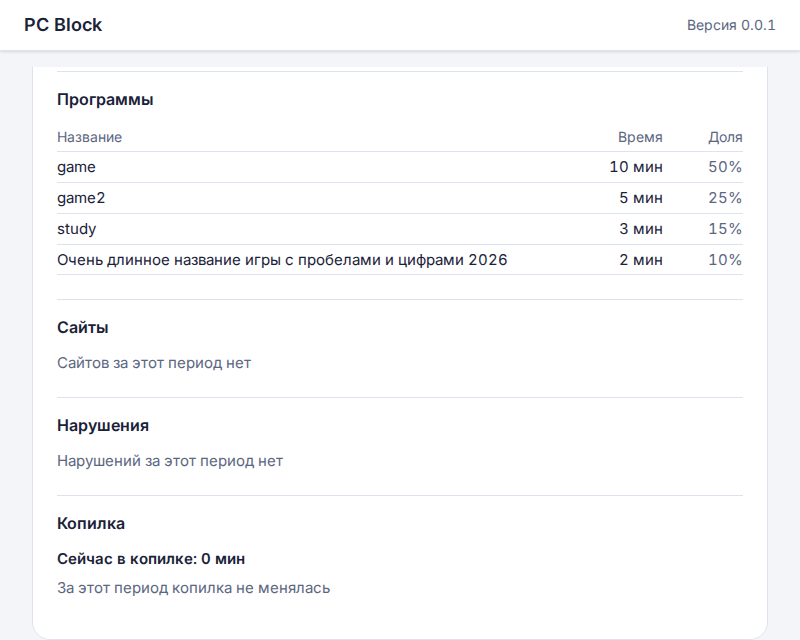 PC Block
Версия 0.0.1
Программы
Название Время Доля
game 10 мин 50%
game2 5 мин 25%
study 3 мин 15%
Очень длинное название игры с пробелами и цифрами 2026 2 мин 10%
Сайты
Сайтов за этот период нет
Нарушения
Нарушений за этот период нет
Копилка
Сейчас в копилке: 0 мин
За этот период копилка не менялась